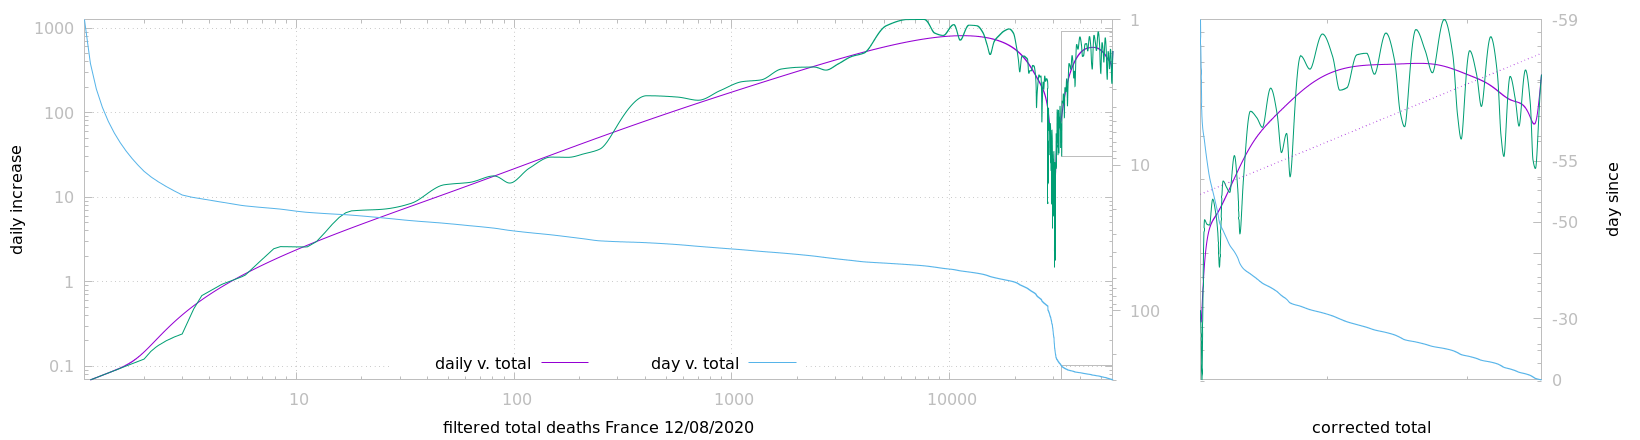 1000
100
10
1
0.1
daily increase
daily v. total
day v. total
10
100
1000
10000
filtered total deaths France 12/08/2020
1
10
100
-59
-55
-50
-30
0
day since
corrected total